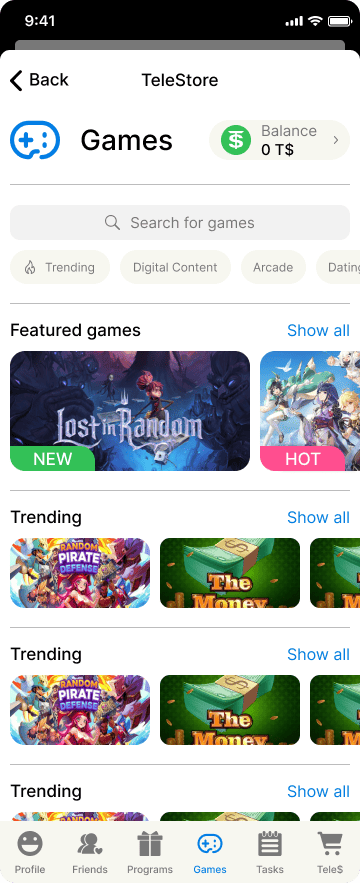 9:41
Back
TeleStore
Games
Balance
0 T$
Search for games
Trending
Digital Content
Arcade
Dating
Featured games
Show all
Lost in Random
NEW
HOT
Trending
Show all
RANDOM
PIRATE
DEFENSE
The
Money
Trending
Show all
RANDOM
PIRATE
DEFENSE
The
Money
Trending
Show all
Profile
Friends
Programs
Games
Tasks
Tele$